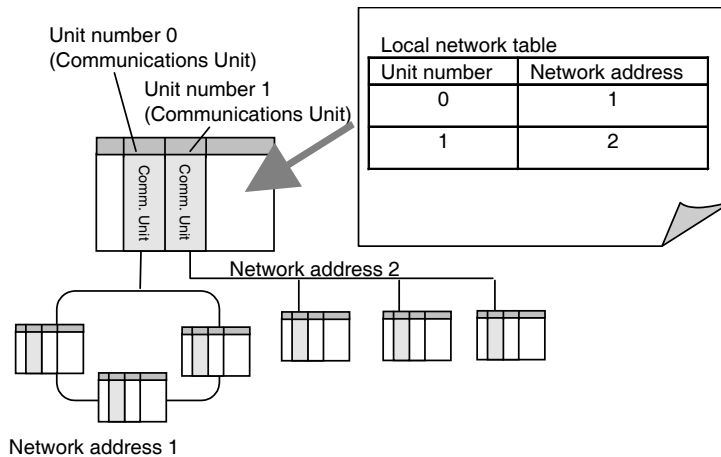 Unit number 0
(Communications Unit)
Unit number 1
(Communications Unit)
Local network table
Unit number Network address
0 1
1 2
Comm. Unit
Comm. Unit
Network address 2
Network address 1